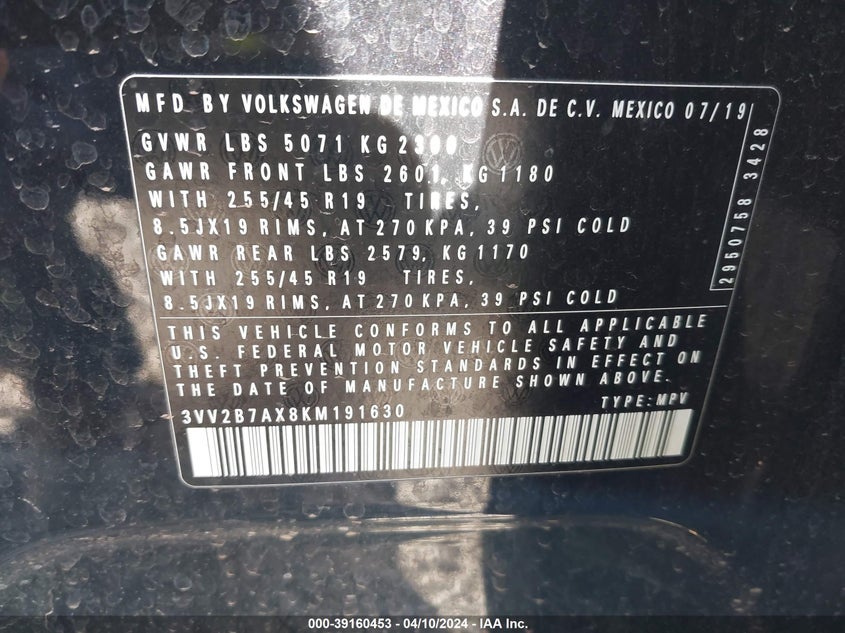 MFD. BY VOLKSWAGEN DE MEXICO S.A. DE C.V. MEXICO 07/19
GVWR LBS 5071 KG 2300
GAWR FRONT LBS 2601, KG 1180
WITH 255/45 R19 TIRES,
8.5JX19 RIMS, AT 270 KPA, 39 PSI COLD
GAWR REAR LBS 2579, KG 1170
WITH 255/45 R19 TIRES,
8.5JX19 RIMS, AT 270 KPA, 39 PSI COLD
2950758 3428
THIS VEHICLE CONFORMS TO ALL APPLICABLE
U.S. FEDERAL MOTOR VEHICLE SAFETY AND
THEFT PREVENTION STANDARDS IN EFFECT ON
THE DATE OF MANUFACTURE SHOWN ABOVE.
3VV2B7AX8KM191630 TYPE: MPV
000-39160453 - 04/10/2024 - IAA Inc.